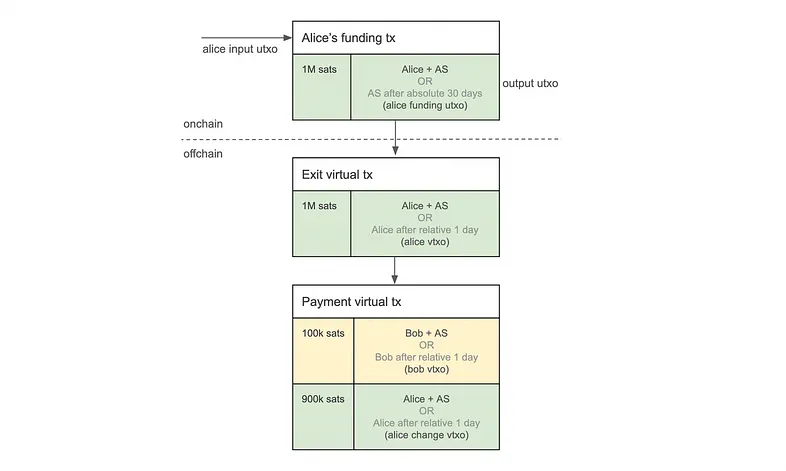 Alice's funding tx
alice input utxo
1M sats
Alice + AS
OR
AS after absolute 30 days
(alice funding utxo)
output utxo
onchain
offchain
Exit virtual tx
1M sats
Alice + AS
OR
Alice after relative 1 day
(alice vtxo)
Payment virtual tx
100k sats
Bob + AS
OR
Bob after relative 1 day
(bob vtxo)
900k sats
Alice + AS
OR
Alice after relative 1 day
(alice change vtxo)